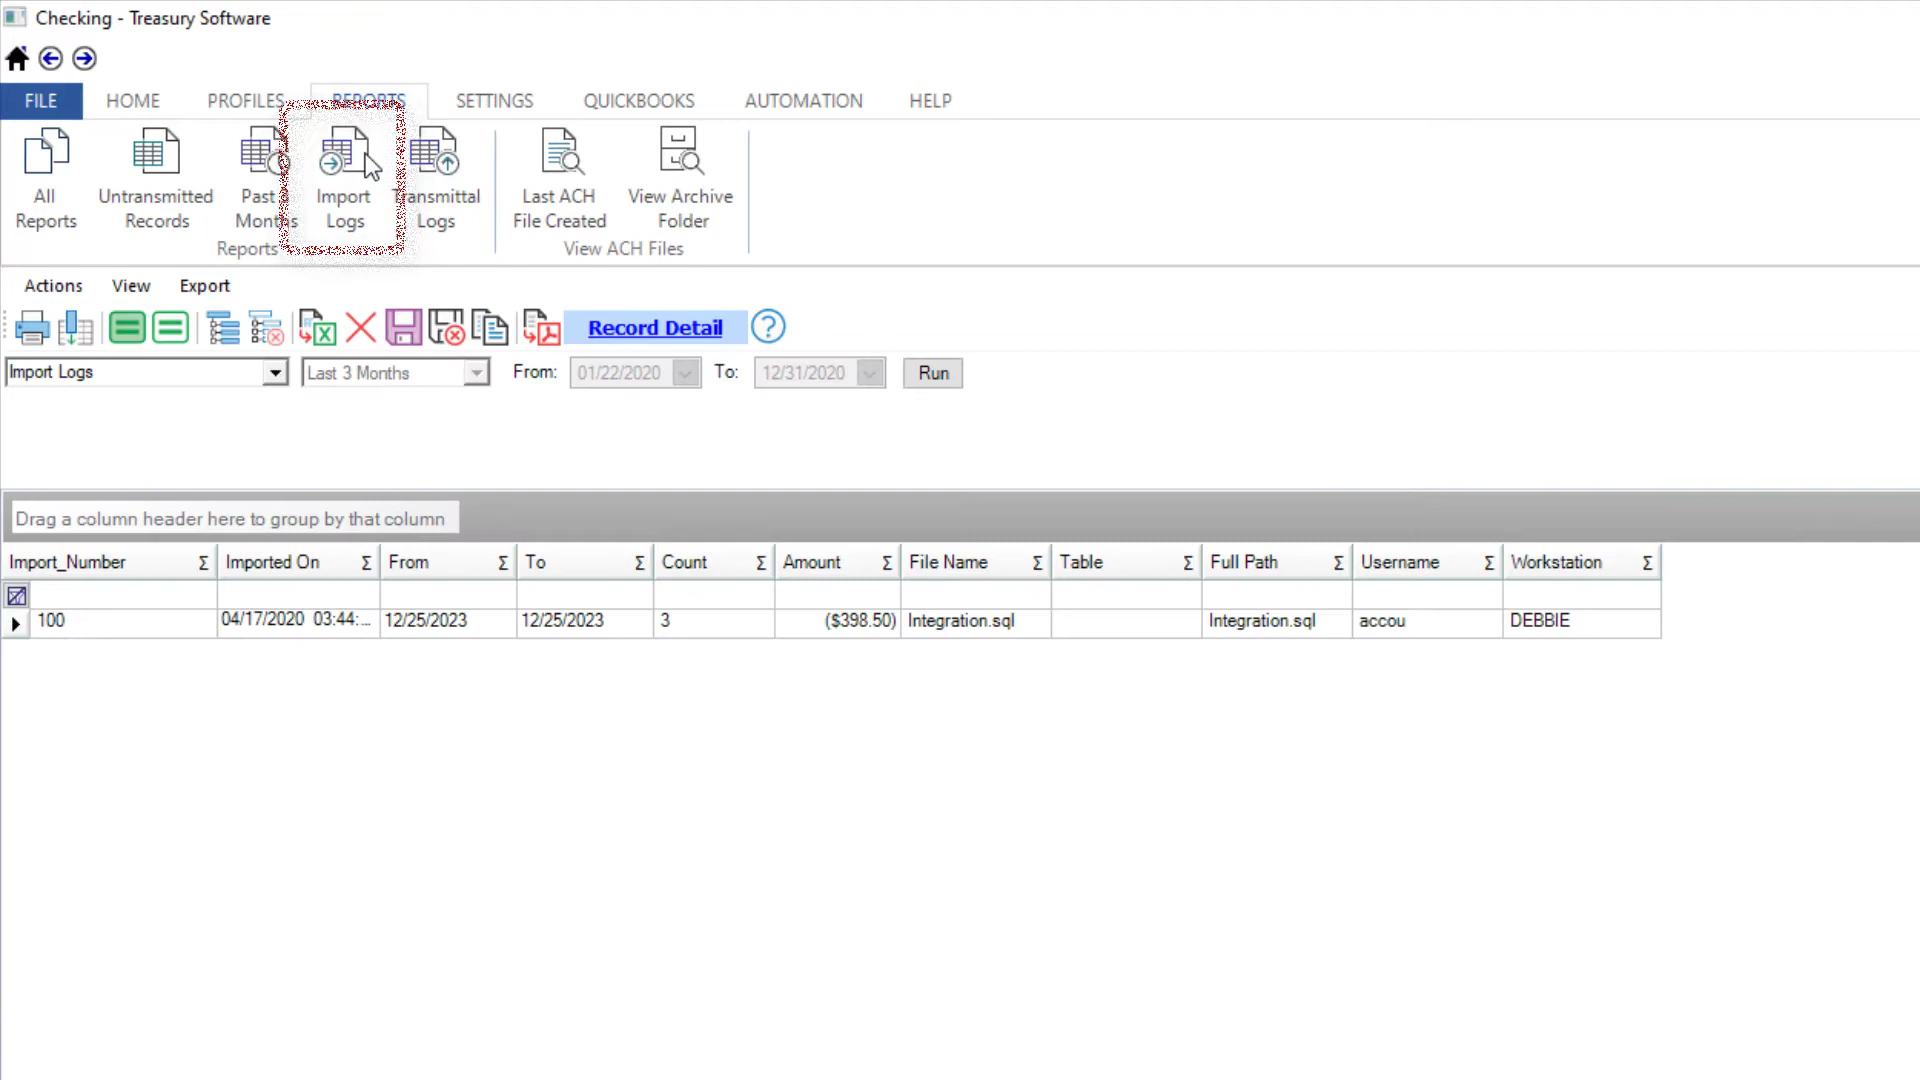 Checking - Treasury Software
FILE HOME PROFILES REPORTS SETTINGS QUICKBOOKS AUTOMATION HELP
All Reports
Untransmitted Records
Past Months
Import Logs
Transmittal Logs
Last ACH File Created
View Archive Folder
Reports
View ACH Files
Actions View Export
Record Detail ?
Import Logs Last 3 Months From: 01/22/2020 To: 12/31/2020 Run
Drag a column header here to group by that column
Import_Number Σ Imported On Σ From Σ To Σ Count Σ Amount Σ File Name Σ Table Σ Full Path Σ Username Σ Workstation Σ
100 04/17/2020 03:44:... 12/25/2023 12/25/2023 3 ($398.50) Integration.sql Integration.sql accou DEBBIE